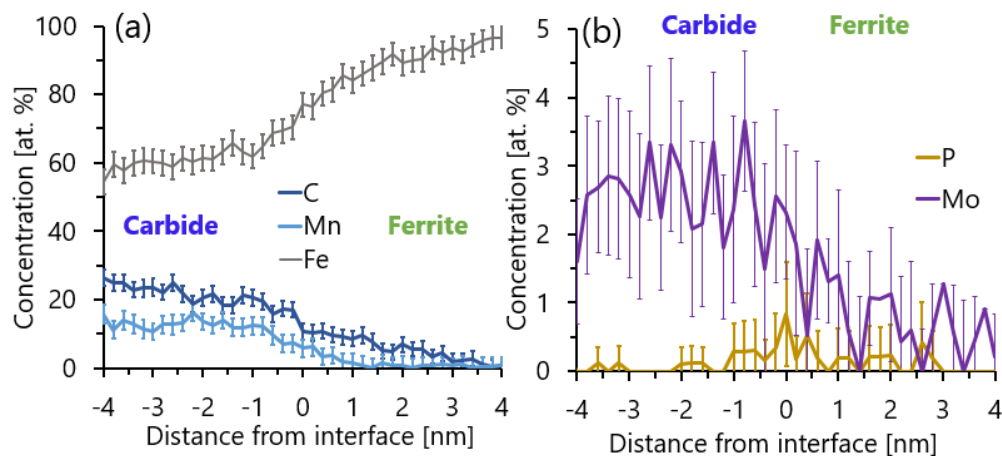 (a)
Concentration [at. %]
100
80
60
40
20
0
C
Mn
Fe
Carbide Ferrite
-4 -3 -2 -1 0 1 2 3 4
Distance from interface [nm]
(b)
Carbide Ferrite
Concentration [at. %]
5
4
3
2
1
0
P
Mo
-4 -3 -2 -1 0 1 2 3 4
Distance from interface [nm]